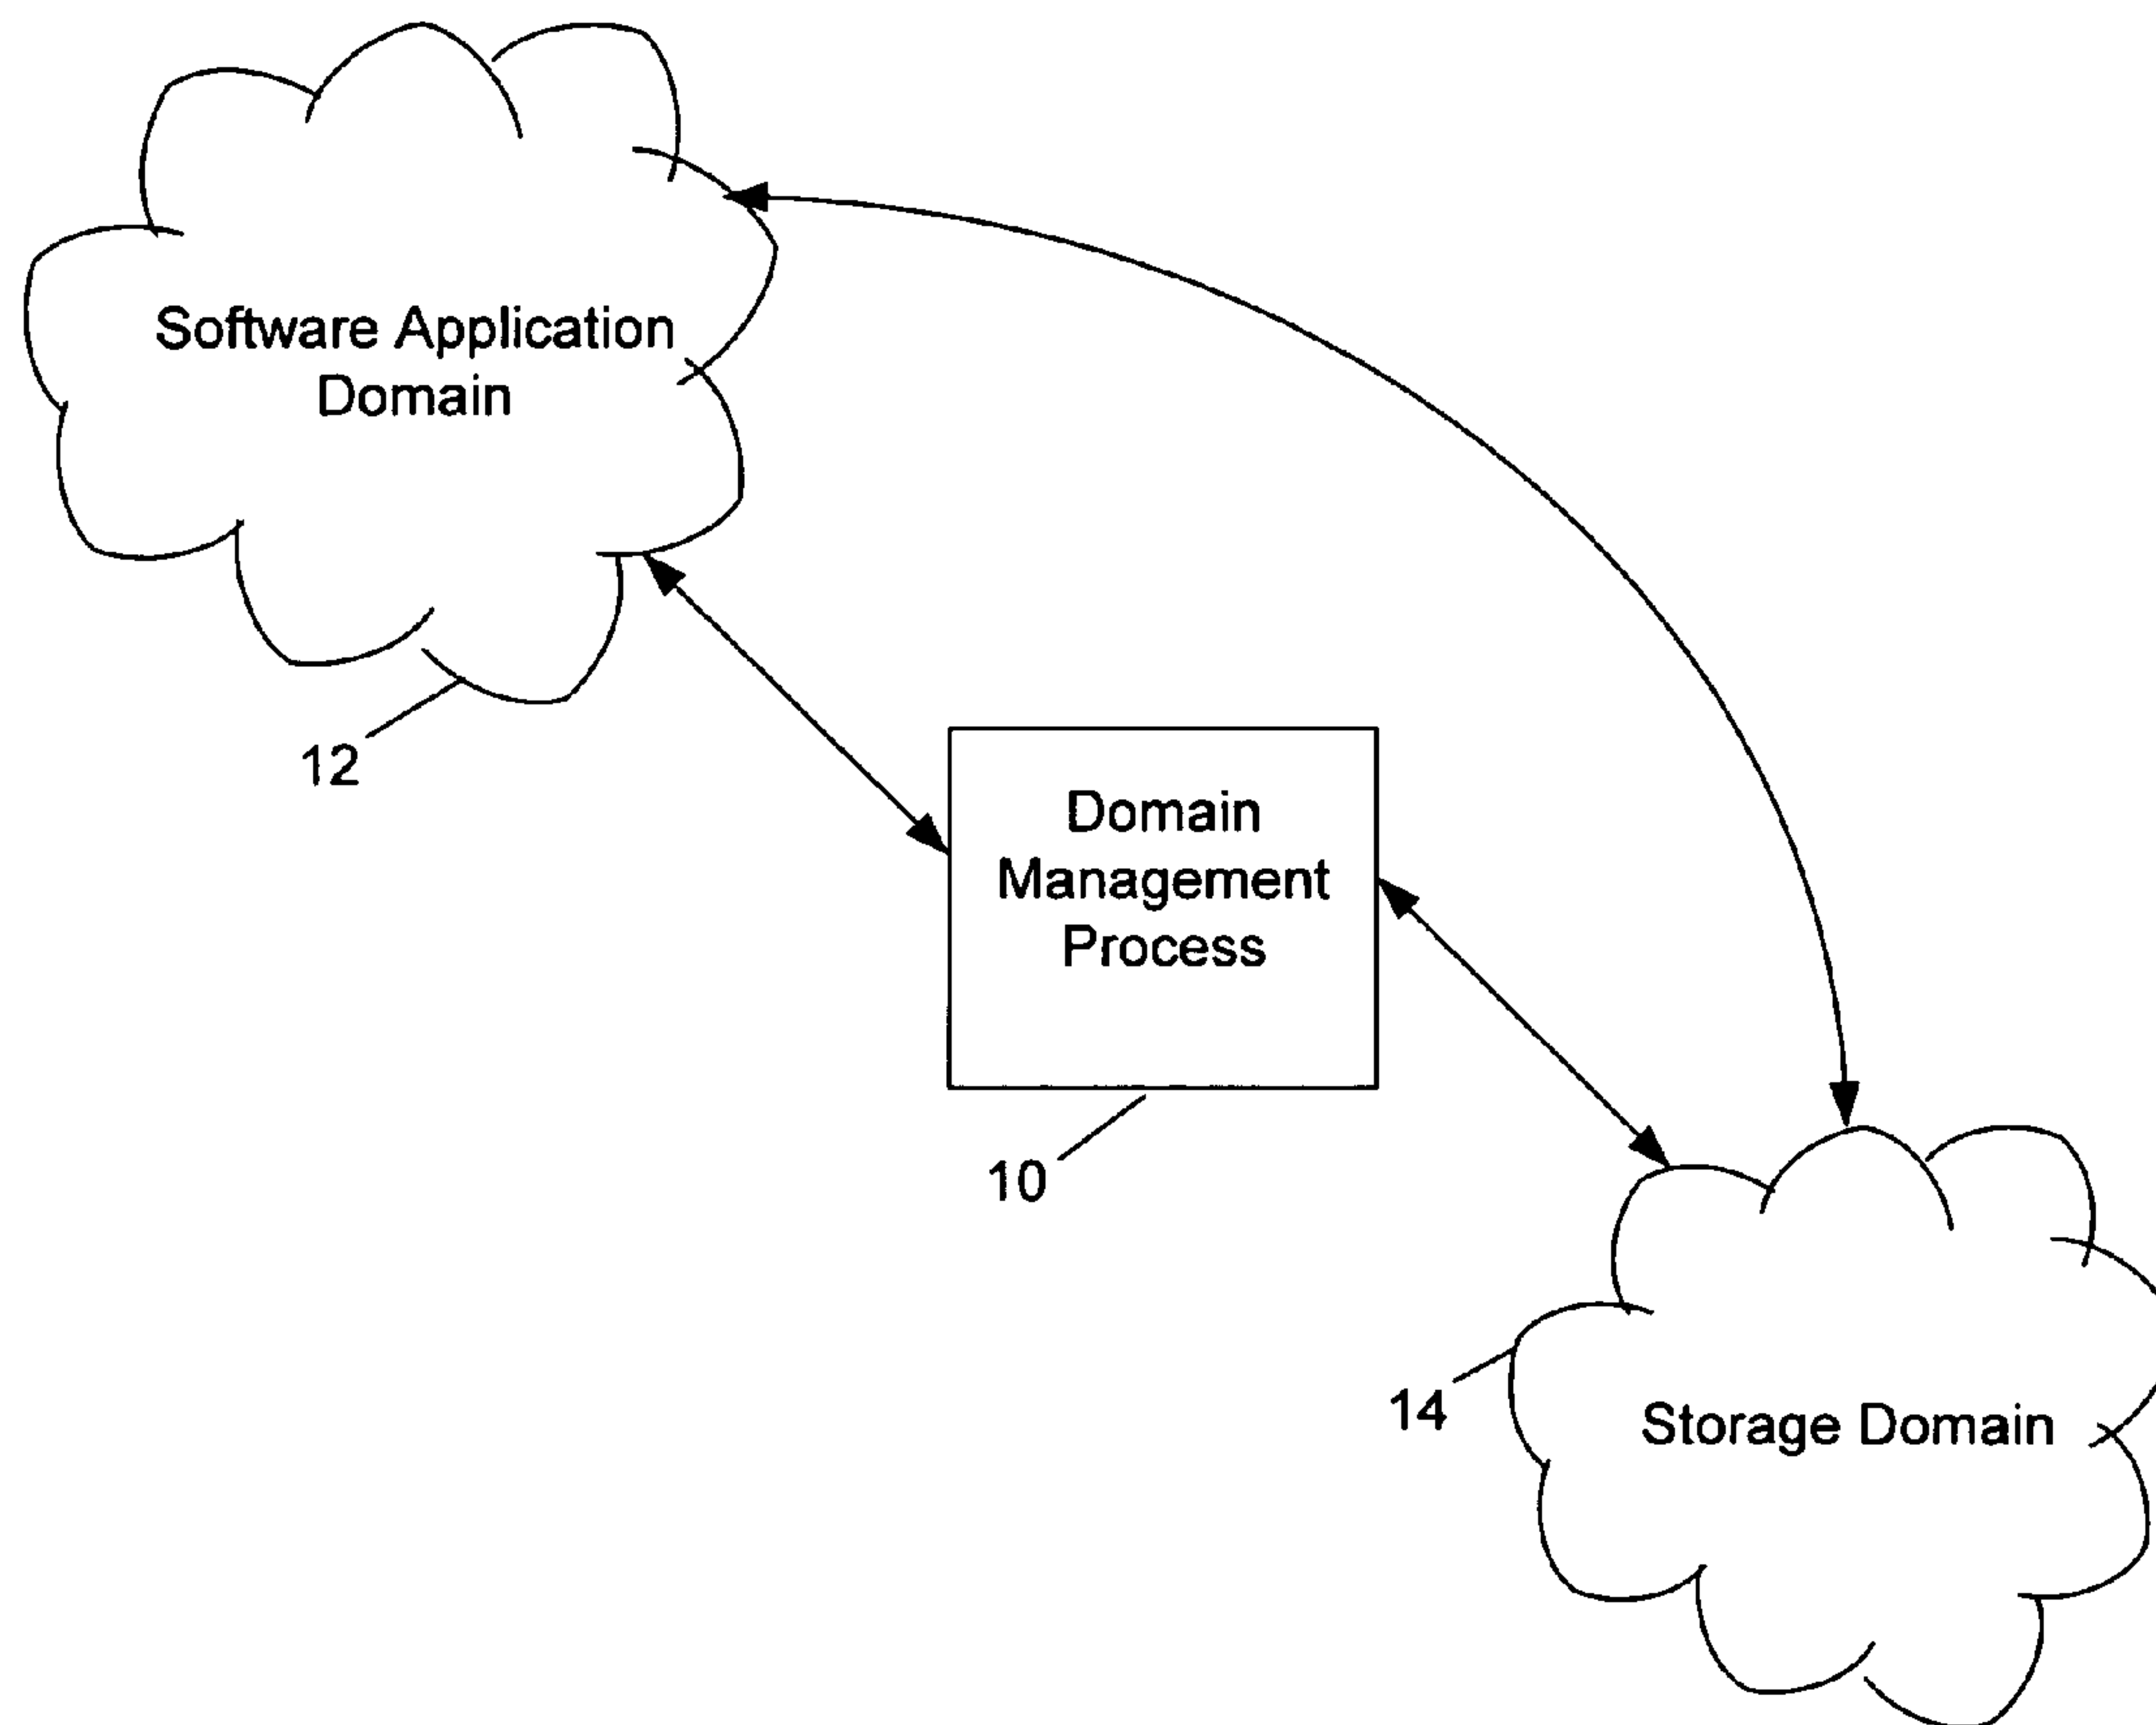 Software Application
Domain
12
Domain
Management
Process
10
14
Storage Domain